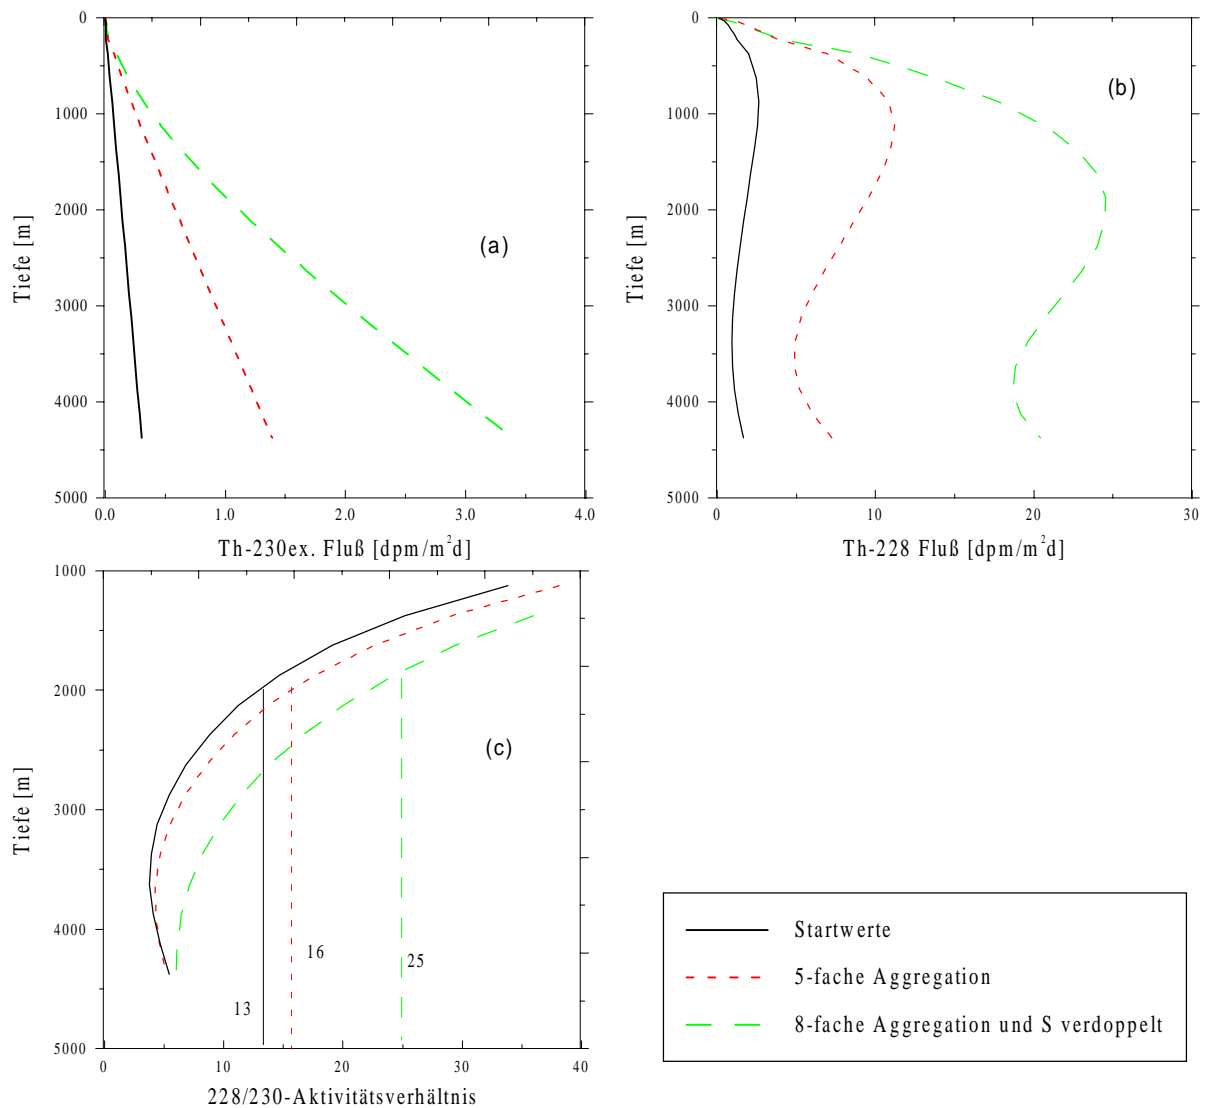 0
1000
2000
3000
4000
5000
Tiefe [m]
(a)
0.0
1.0
2.0
3.0
4.0
Th-230ex. Fluß [dpm/m²d]
0
1000
2000
3000
4000
5000
Tiefe [m]
(b)
0
10
20
30
Th-228 Fluß [dpm/m²d]
1000
2000
3000
4000
5000
Tiefe [m]
(c)
13
16
25
0
10
20
30
40
228/230-Aktivitätsverhältnis
Startwerte
5-fache Aggregation
8-fache Aggregation und S verdoppelt